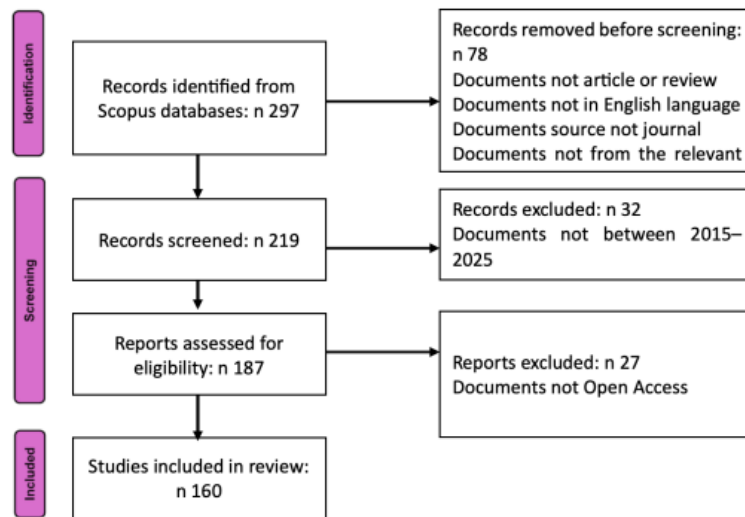 Identification
Records identified from
Scopus databases: n 297
Records removed before screening:
n 78
Documents not article or review
Documents not in English language
Documents source not journal
Documents not from the relevant
Screening
Records screened: n 219
Records excluded: n 32
Documents not between 2015–
2025
Reports assessed for
eligibility: n 187
Reports excluded: n 27
Documents not Open Access
Included
Studies included in review:
n 160